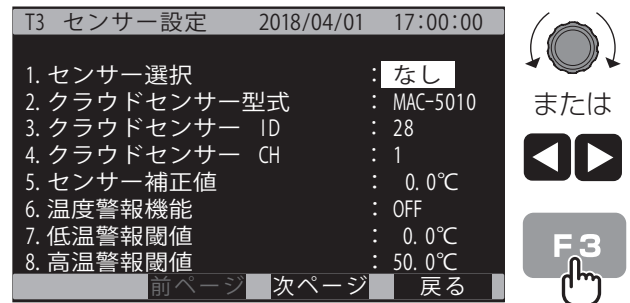 T3 センサー設定 2018/04/01 17:00:00
1. センサー選択 : なし
2. クラウドセンサー型式 : MAC-5010
3. クラウドセンサー ID : 28
4. クラウドセンサー CH : 1
5. センサー補正値 : 0. 0℃
6. 温度警報機能 : OFF
7. 低温警報閾値 : 0. 0℃
8. 高温警報閾値 : 50. 0℃
前ページ 次ページ 戻る
または
F3